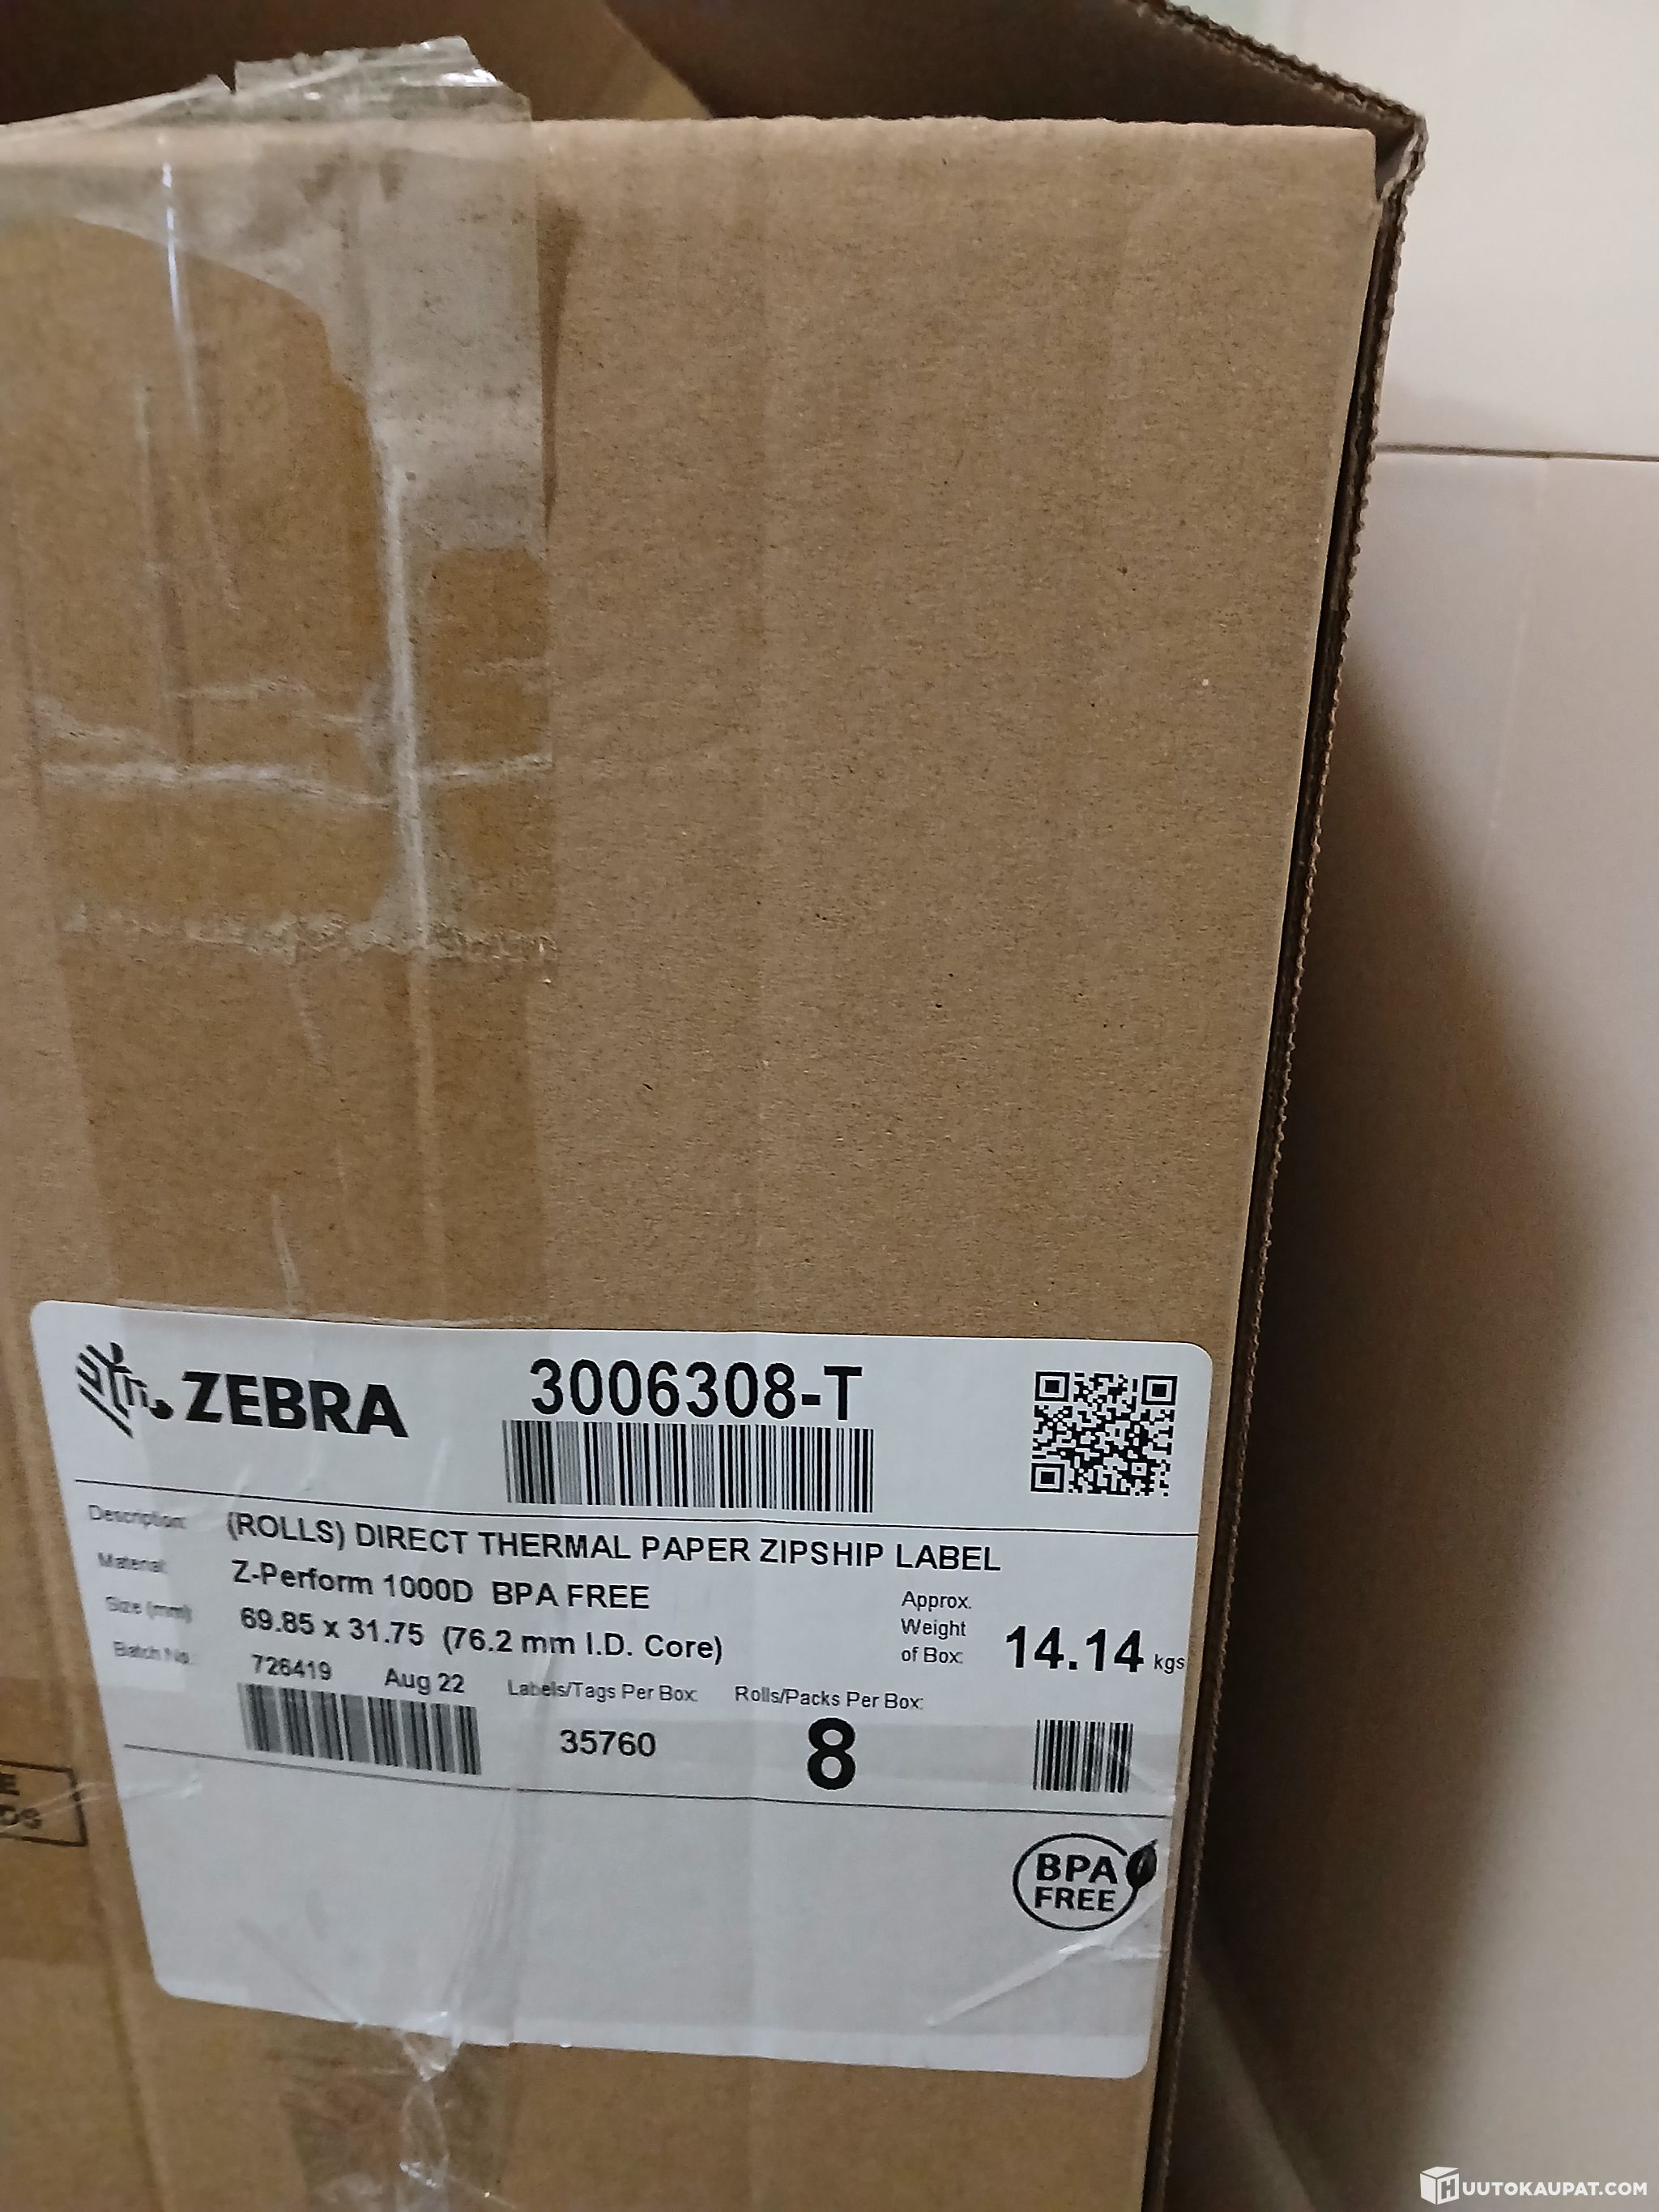 ZEBRA
3006308-T
Description: (ROLLS) DIRECT THERMAL PAPER ZIPSHIP LABEL
Material: Z-Perform 1000D BPA FREE
Size (mm): 69.85 x 31.75 (76.2 mm I.D. Core)
Approx. Weight of Box: 14.14 kgs
Batch No. 726419 Aug 22
Labels/Tags Per Box: 35760
Rolls/Packs Per Box: 8
BPA
FREE
HUUTOKAUPAT.COM